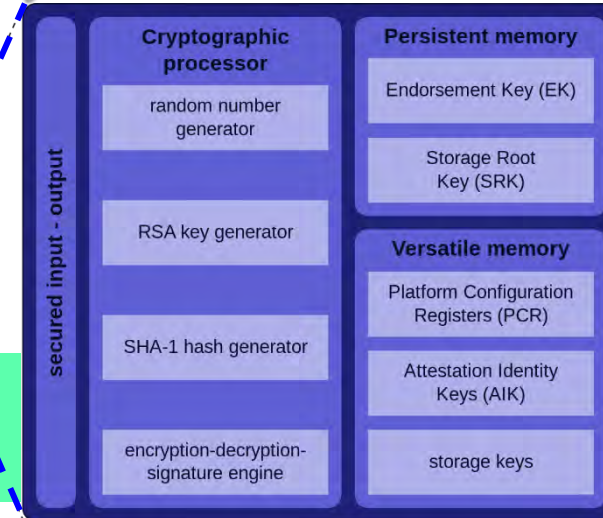 secured input - output
Cryptographic
processor
random number
generator
RSA key generator
SHA-1 hash generator
encryption-decryption-
signature engine
Persistent memory
Endorsement Key (EK)
Storage Root
Key (SRK)
Versatile memory
Platform Configuration
Registers (PCR)
Attestation Identity
Keys (AIK)
storage keys